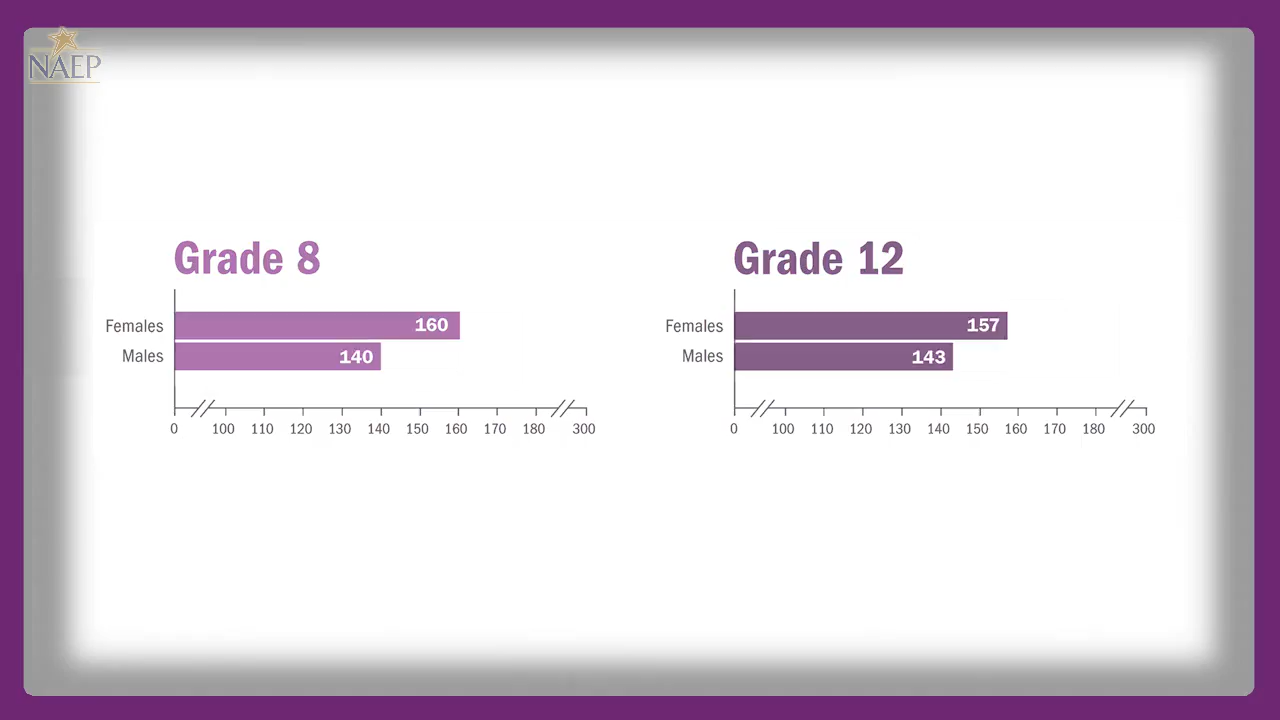 NAEP
Grade 8
Females 160
Males 140
0 100 110 120 130 140 150 160 170 180 300
Grade 12
Females 157
Males 143
0 100 110 120 130 140 150 160 170 180 300